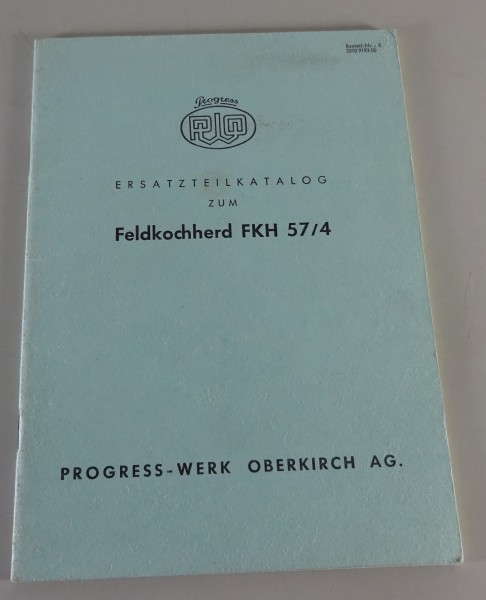 Progress
PWO
ERSATZTEILKATALOG
ZUM
Feldkochherd FKH 57/4
PROGRESS-WERK OBERKIRCH AG.